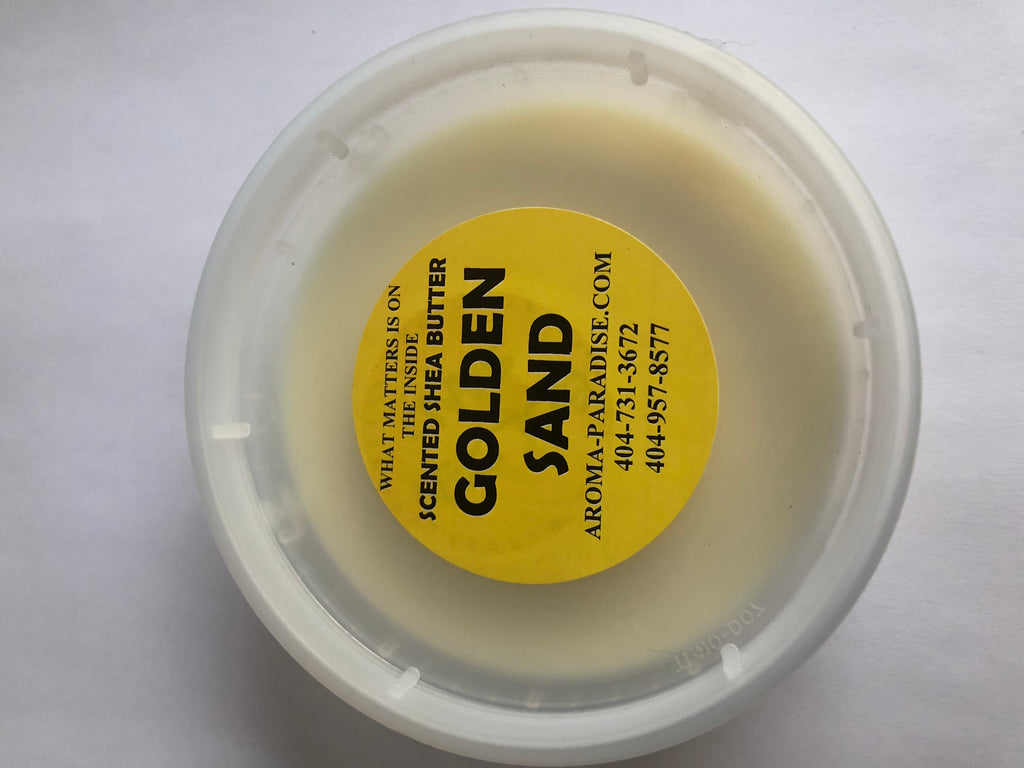 WHAT MATTERS IS ON
THE INSIDE
SCENTED SHEA BUTTER
GOLDEN
SAND
AROMA-PARADISE.COM
404-731-3672
404-957-8577